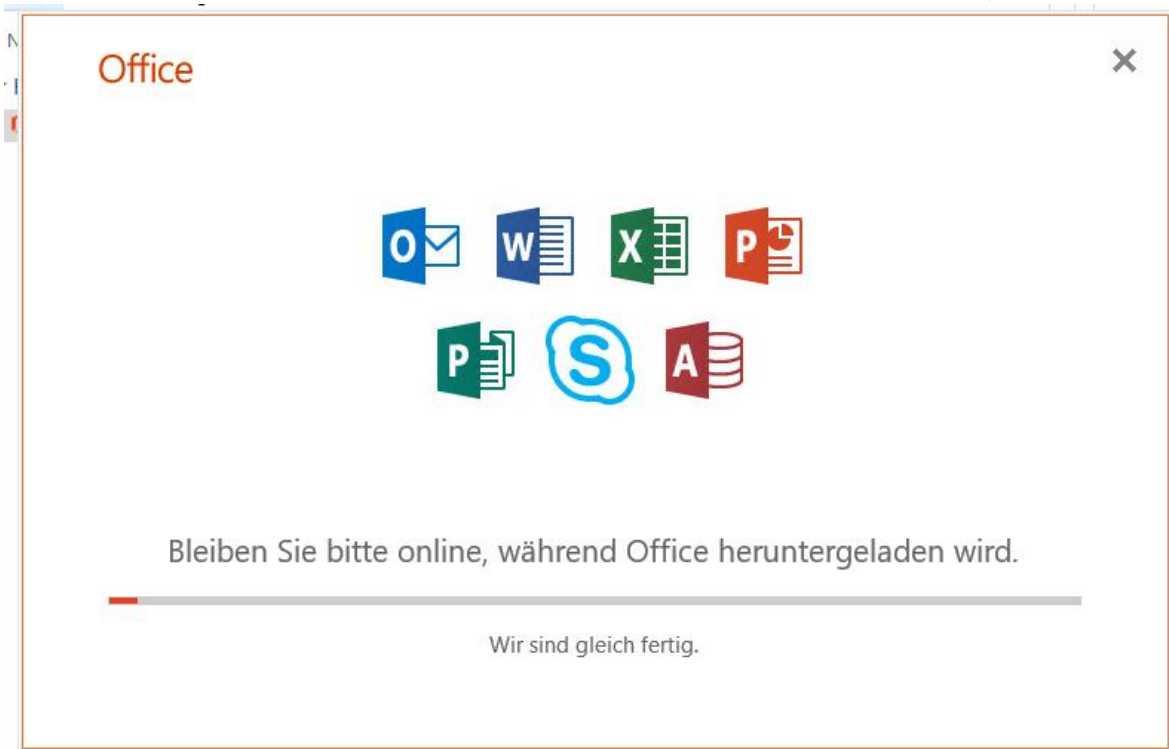 Office
Bleiben Sie bitte online, während Office heruntergeladen wird.
Wir sind gleich fertig.